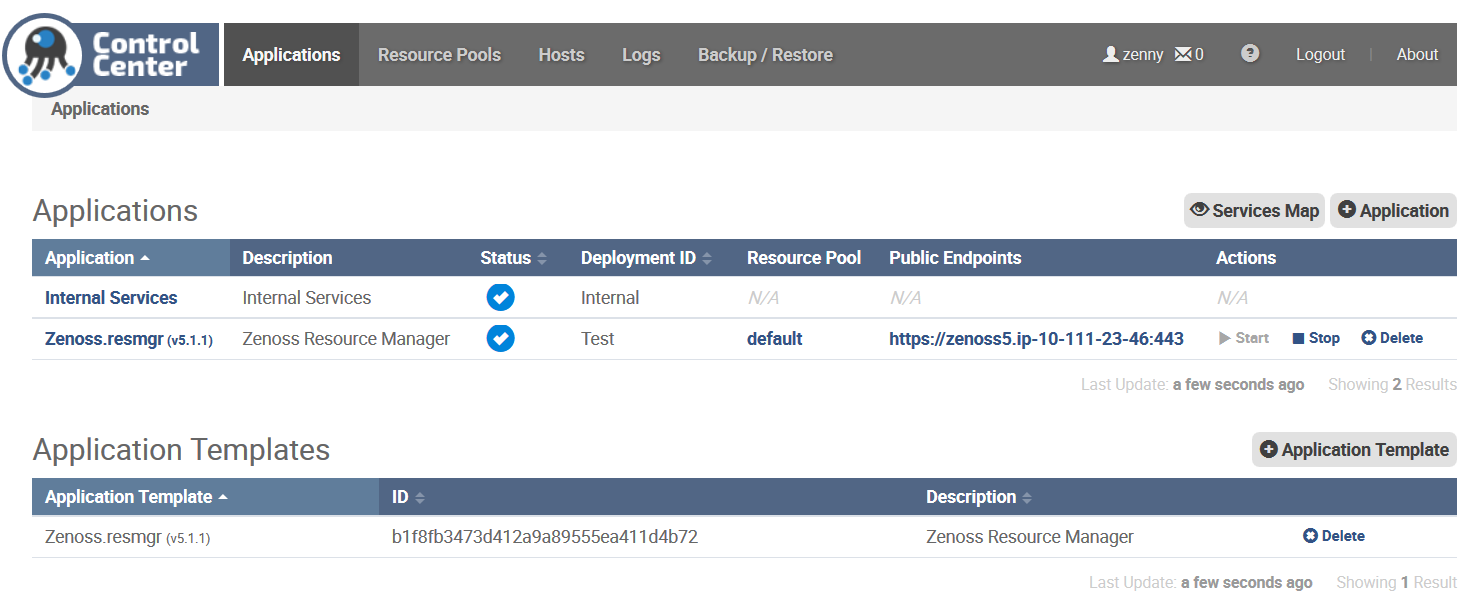 Control Center Applications Resource Pools Hosts Logs Backup / Restore zenny 0 ? Logout | About
Applications
Applications Services Map Application
Application Description Status Deployment ID Resource Pool Public Endpoints Actions
Internal Services Internal Services Internal N/A N/A N/A
Zenoss.resmgr (v5.1.1) Zenoss Resource Manager Test default https://zenoss5.ip-10-111-23-46:443 Start Stop Delete
Last Update: a few seconds ago Showing 2 Results
Application Templates Application Template
Application Template ID Description
Zenoss.resmgr (v5.1.1) b1f8fb3473d412a9a89555ea411d4b72 Zenoss Resource Manager Delete
Last Update: a few seconds ago Showing 1 Result